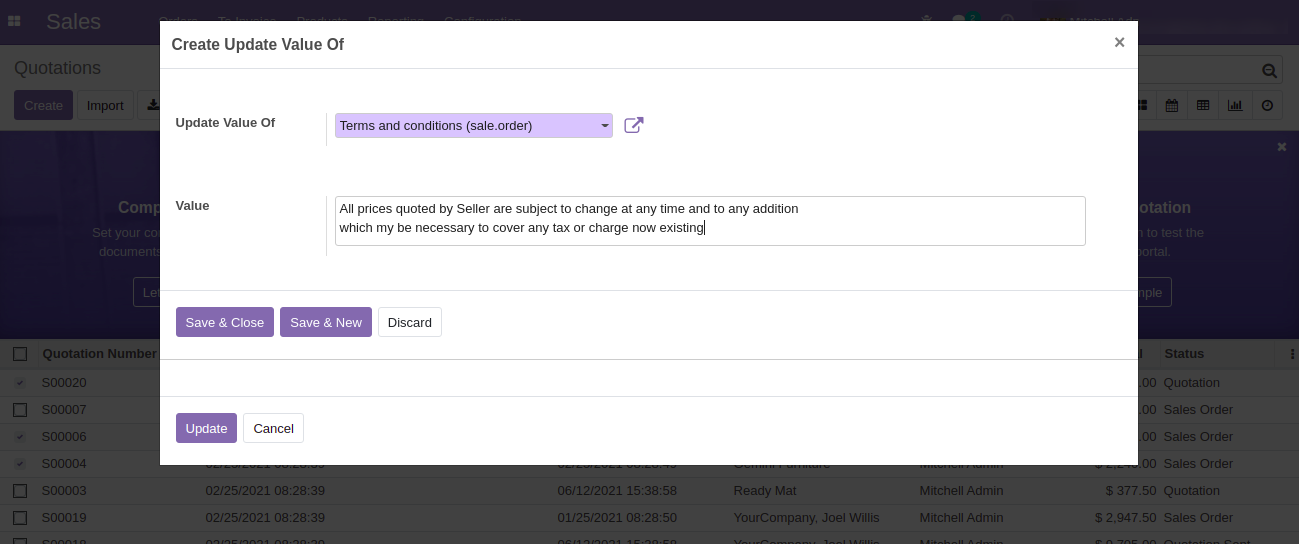 Sales
Create Update Value Of ×
Quotations
Create Import
Update Value Of Terms and conditions (sale.order)
Value All prices quoted by Seller are subject to change at any time and to any addition
which my be necessary to cover any tax or charge now existing
Save & Close Save & New Discard
Quotation Number Status
S00020 .00 Quotation
S00007 .00 Sales Order
Update Cancel
S00006 .00 Sales Order
S00004 Sales Order
S00003 02/25/2021 08:28:39 06/12/2021 15:38:58 Ready Mat Mitchell Admin $ 377.50 Quotation
S00019 02/25/2021 08:28:39 01/25/2021 08:28:50 YourCompany, Joel Willis Mitchell Admin $ 2,947.50 Sales Order